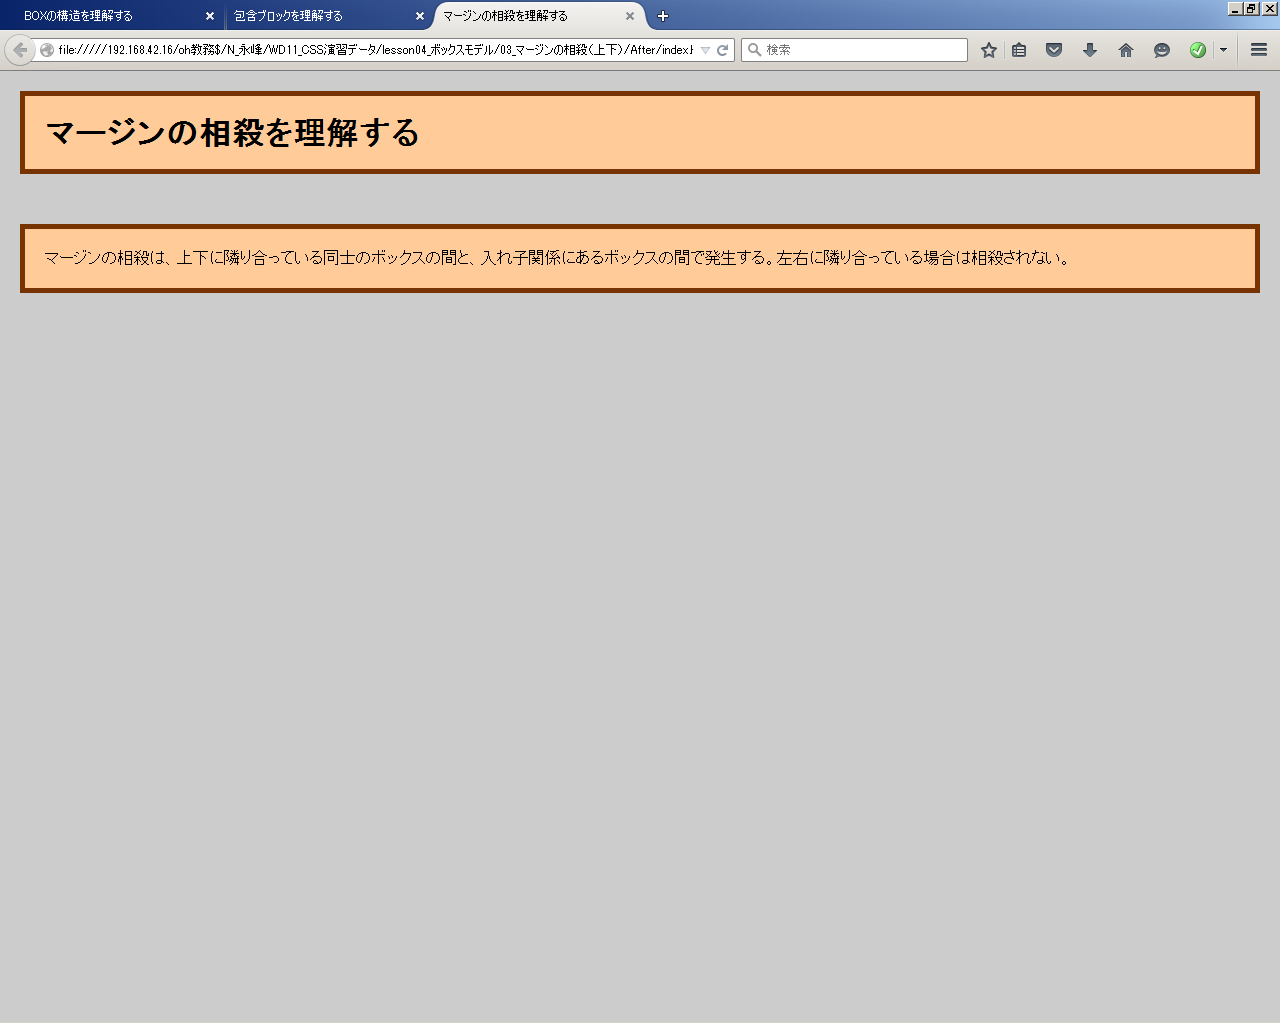 BOXの構造を理解する
包含ブロックを理解する
マージンの相殺を理解する
file://///192.168.42.16/oh教務$/N_永峰/WD11_CSS演習データ/lesson04_ボックスモデル/03_マージンの相殺(上下)/After/index.h
検索
マージンの相殺を理解する
マージンの相殺は、上下に隣り合っている同士のボックスの間と、入れ子関係にあるボックスの間で発生する。左右に隣り合っている場合は相殺されない。